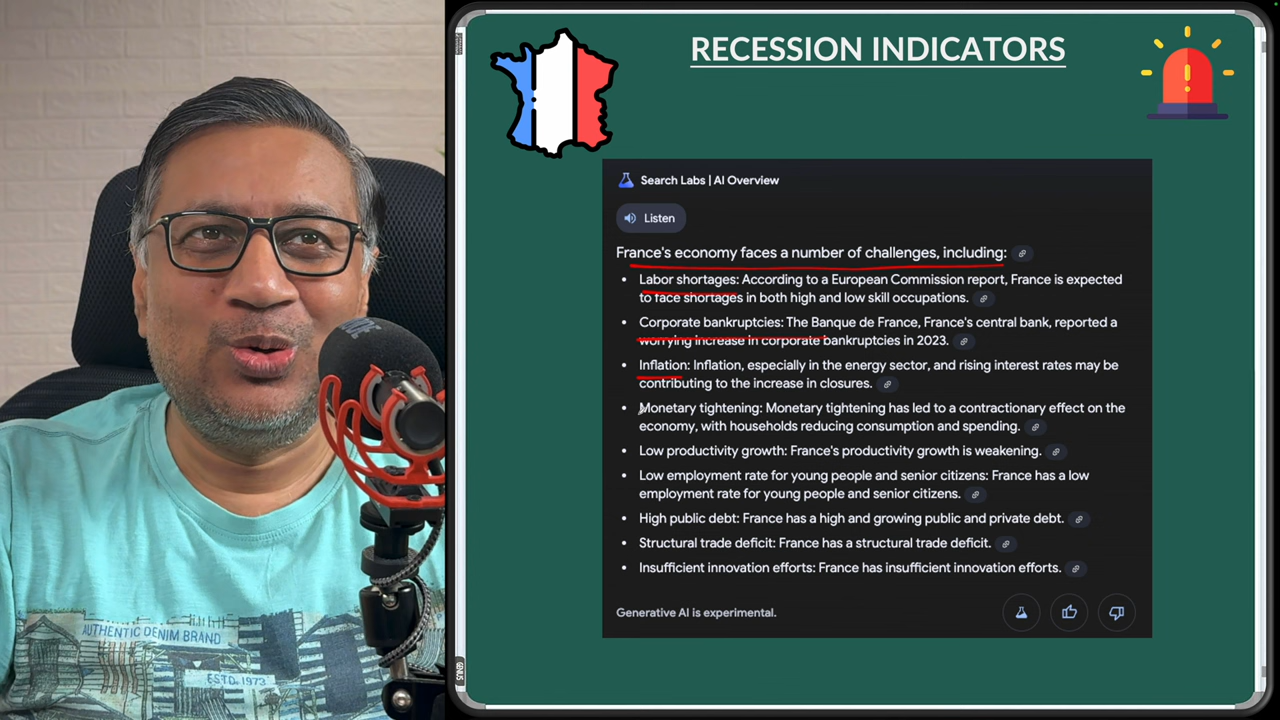 RECESSION INDICATORS
Search Labs | AI Overview
Listen
France's economy faces a number of challenges, including:
• Labor shortages: According to a European Commission report, France is expected
to face shortages in both high and low skill occupations.
• Corporate bankruptcies: The Banque de France, France's central bank, reported a
worrying increase in corporate bankruptcies in 2023.
• Inflation: Inflation, especially in the energy sector, and rising interest rates may be
contributing to the increase in closures.
• Monetary tightening: Monetary tightening has led to a contractionary effect on the
economy, with households reducing consumption and spending.
• Low productivity growth: France's productivity growth is weakening.
• Low employment rate for young people and senior citizens: France has a low
employment rate for young people and senior citizens.
• High public debt: France has a high and growing public and private debt.
• Structural trade deficit: France has a structural trade deficit.
• Insufficient innovation efforts: France has insufficient innovation efforts.
Generative AI is experimental.
AUTHENTIC DENIM BRAND
ESTD.1973
GENIUS